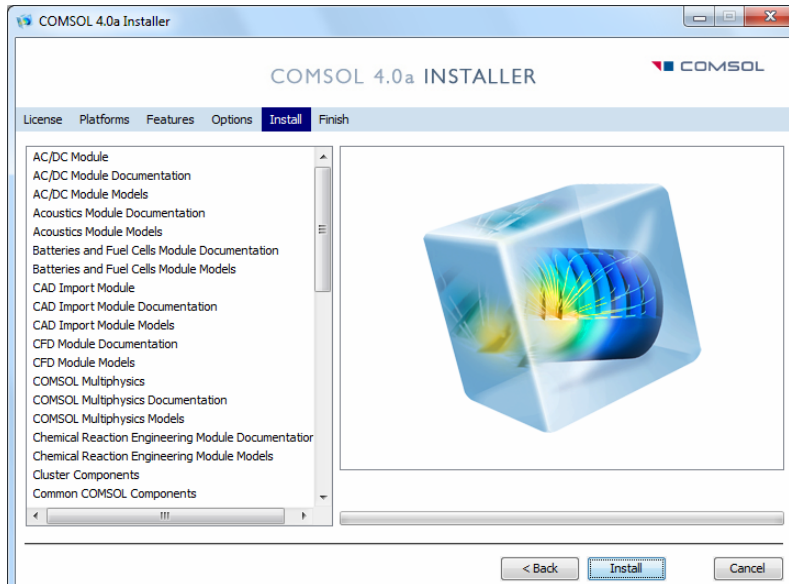 COMSOL 4.0a Installer
COMSOL 4.0a INSTALLER
COMSOL
License Platforms Features Options Install Finish
AC/DC Module
AC/DC Module Documentation
AC/DC Module Models
Acoustics Module Documentation
Acoustics Module Models
Batteries and Fuel Cells Module Documentation
Batteries and Fuel Cells Module Models
CAD Import Module
CAD Import Module Documentation
CAD Import Module Models
CFD Module Documentation
CFD Module Models
COMSOL Multiphysics
COMSOL Multiphysics Documentation
COMSOL Multiphysics Models
Chemical Reaction Engineering Module Documentation
Chemical Reaction Engineering Module Models
Cluster Components
Common COMSOL Components
< Back Install Cancel